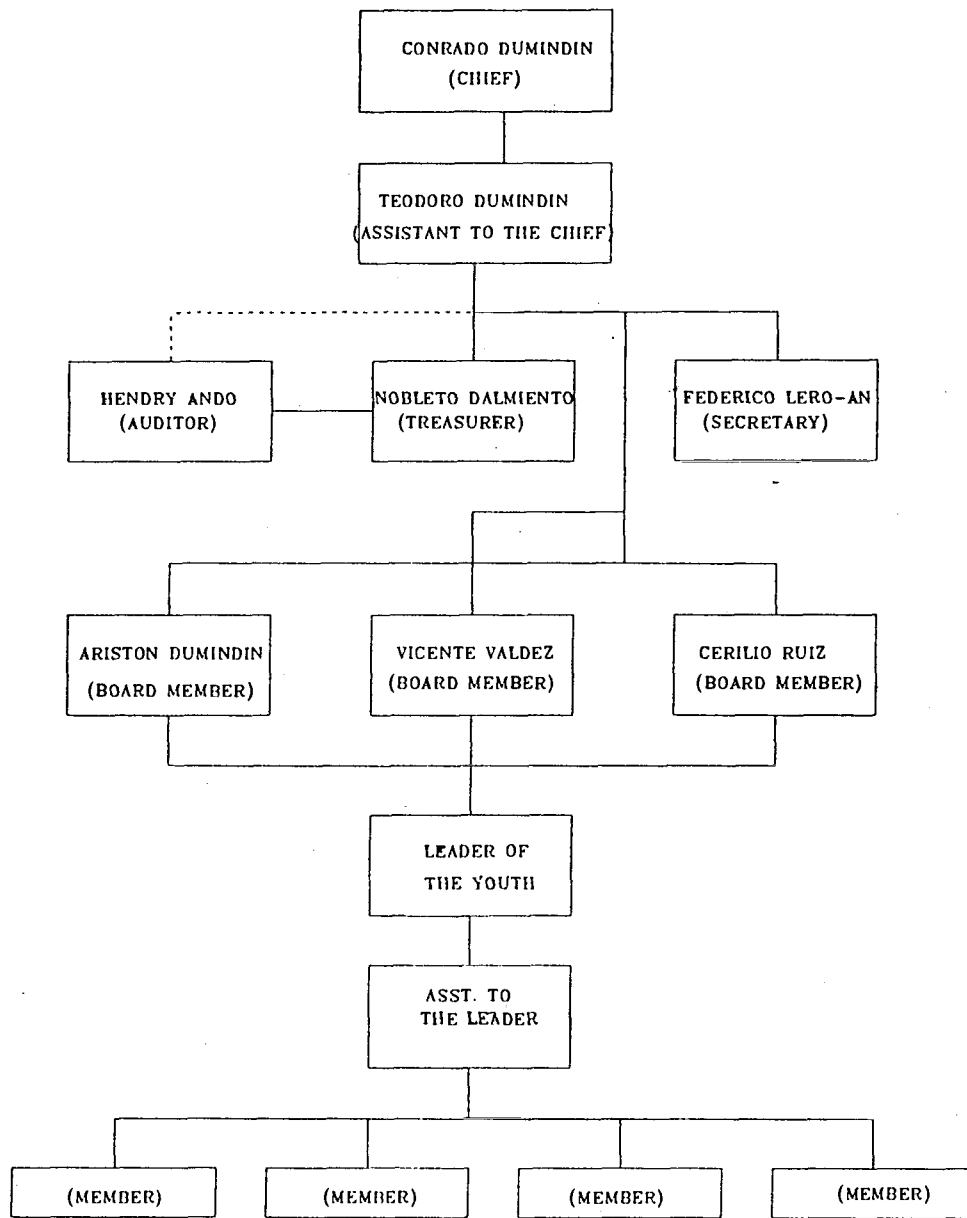 CONRADO DUMINDIN
(CHIEF)
TEODORO DUMINDIN
(ASSISTANT TO THE CHIEF)
HENDRY ANDO
(AUDITOR)
NOBLETO DALMIENTO
(TREASURER)
FEDERICO LERO-AN
(SECRETARY)
ARISTON DUMINDIN
(BOARD MEMBER)
VICENTE VALDEZ
(BOARD MEMBER)
CERILIO RUIZ
(BOARD MEMBER)
LEADER OF
THE YOUTH
ASST. TO
THE LEADER
(MEMBER)
(MEMBER)
(MEMBER)
(MEMBER)